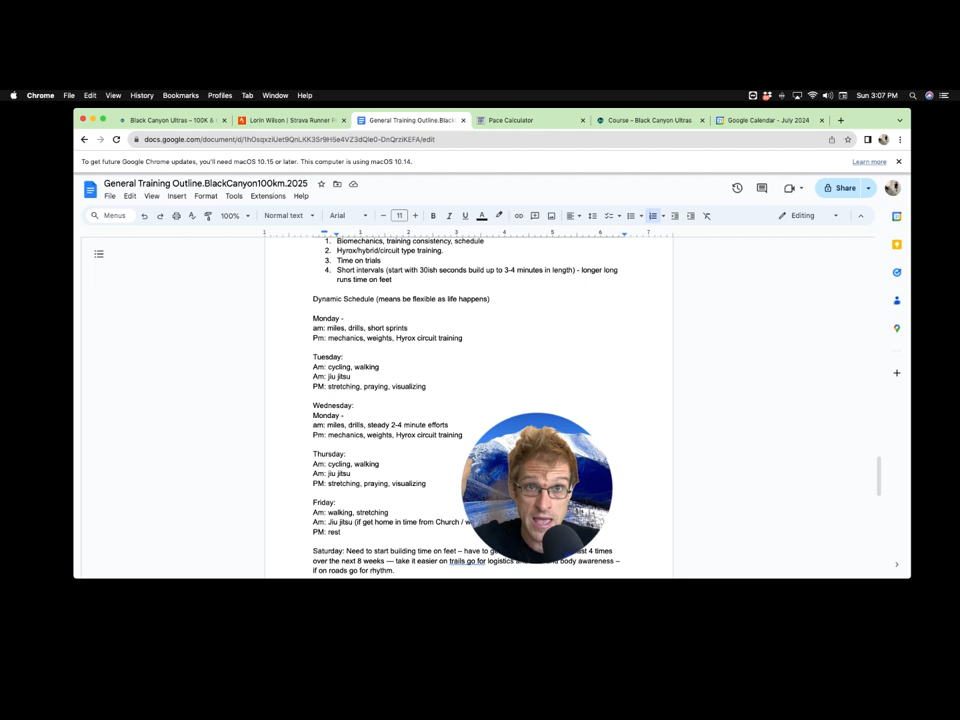 Chrome File Edit View History Bookmarks Profiles Tab Window Help Sun 3:07 PM
Black Canyon Ultras – 100K & Lorin Wilson | Strava Runner P General Training Outline.Black Pace Calculator Course – Black Canyon Ultras Google Calendar - July 2024
To get future Google Chrome updates, you'll need macOS 10.15 or later. This computer is using macOS 10.14. Learn more
General Training Outline.BlackCanyon100km.2025
Share
File Edit View Insert Format Tools Extensions Help
Menus 100% Normal text Arial 11 B I U A Editing
1 1 2 3 4 5 6 7
1. Biomechanics, training consistency, schedule
2. Hyrox/hybrid/circuit type training.
3. Time on trials
4. Short intervals (start with 30ish seconds build up to 3-4 minutes in length) - longer long
runs time on feet
Dynamic Schedule (means be flexible as life happens)
Monday -
am: miles, drills, short sprints
Pm: mechanics, weights, Hyrox circuit training
Tuesday:
Am: cycling, walking
Am: jiu jitsu
PM: stretching, praying, visualizing
Wednesday:
Monday -
am: miles, drills, steady 2-4 minute efforts
Pm: mechanics, weights, Hyrox circuit training
Thursday:
Am: cycling, walking
Am: jiu jitsu
PM: stretching, praying, visualizing
Friday:
Am: walking, stretching
Am: Jiu jitsu (if get home in time from Church /
PM: rest
Saturday: Need to start building time on feet – have to 4 times
over the next 8 weeks — take it easier on trails go for logistics and body awareness –
if on roads go for rhythm.